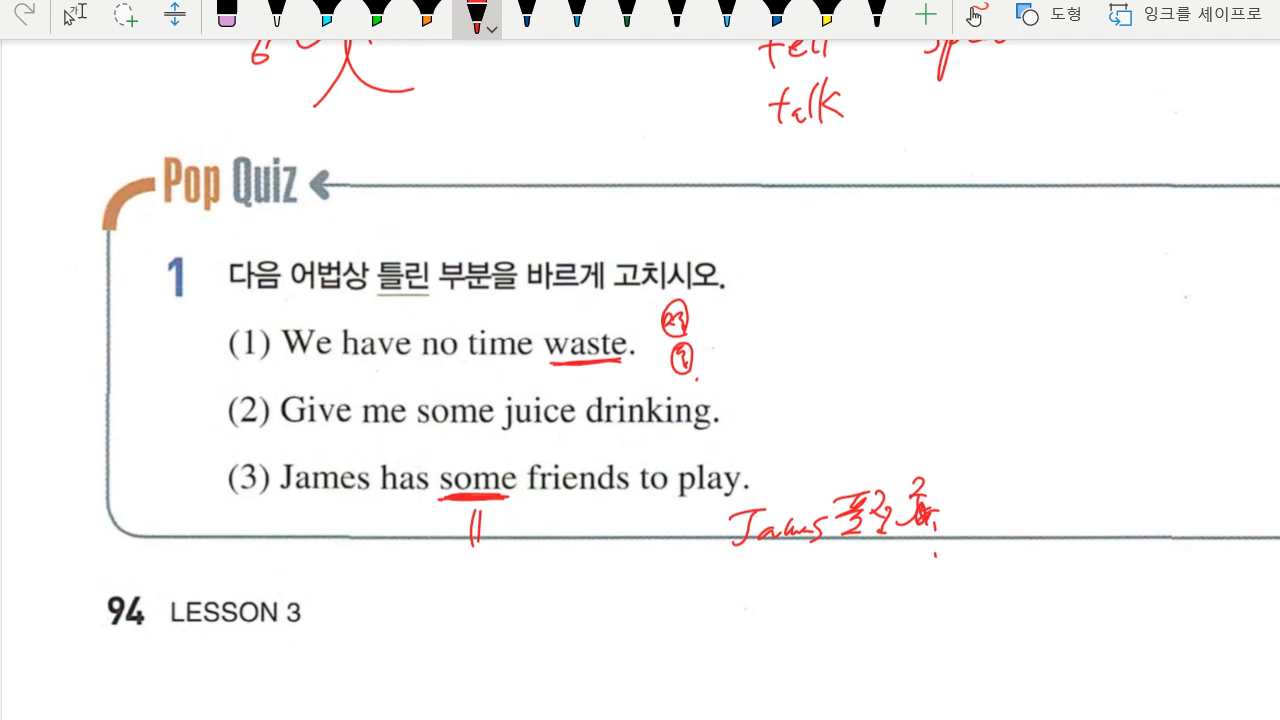 도형 잉크를 셰이프로
talk
Pop Quiz
1 다음 어법상 틀린 부분을 바르게 고치시오.
(1) We have no time waste.
(2) Give me some juice drinking.
(3) James has some friends to play.
James
94 LESSON 3